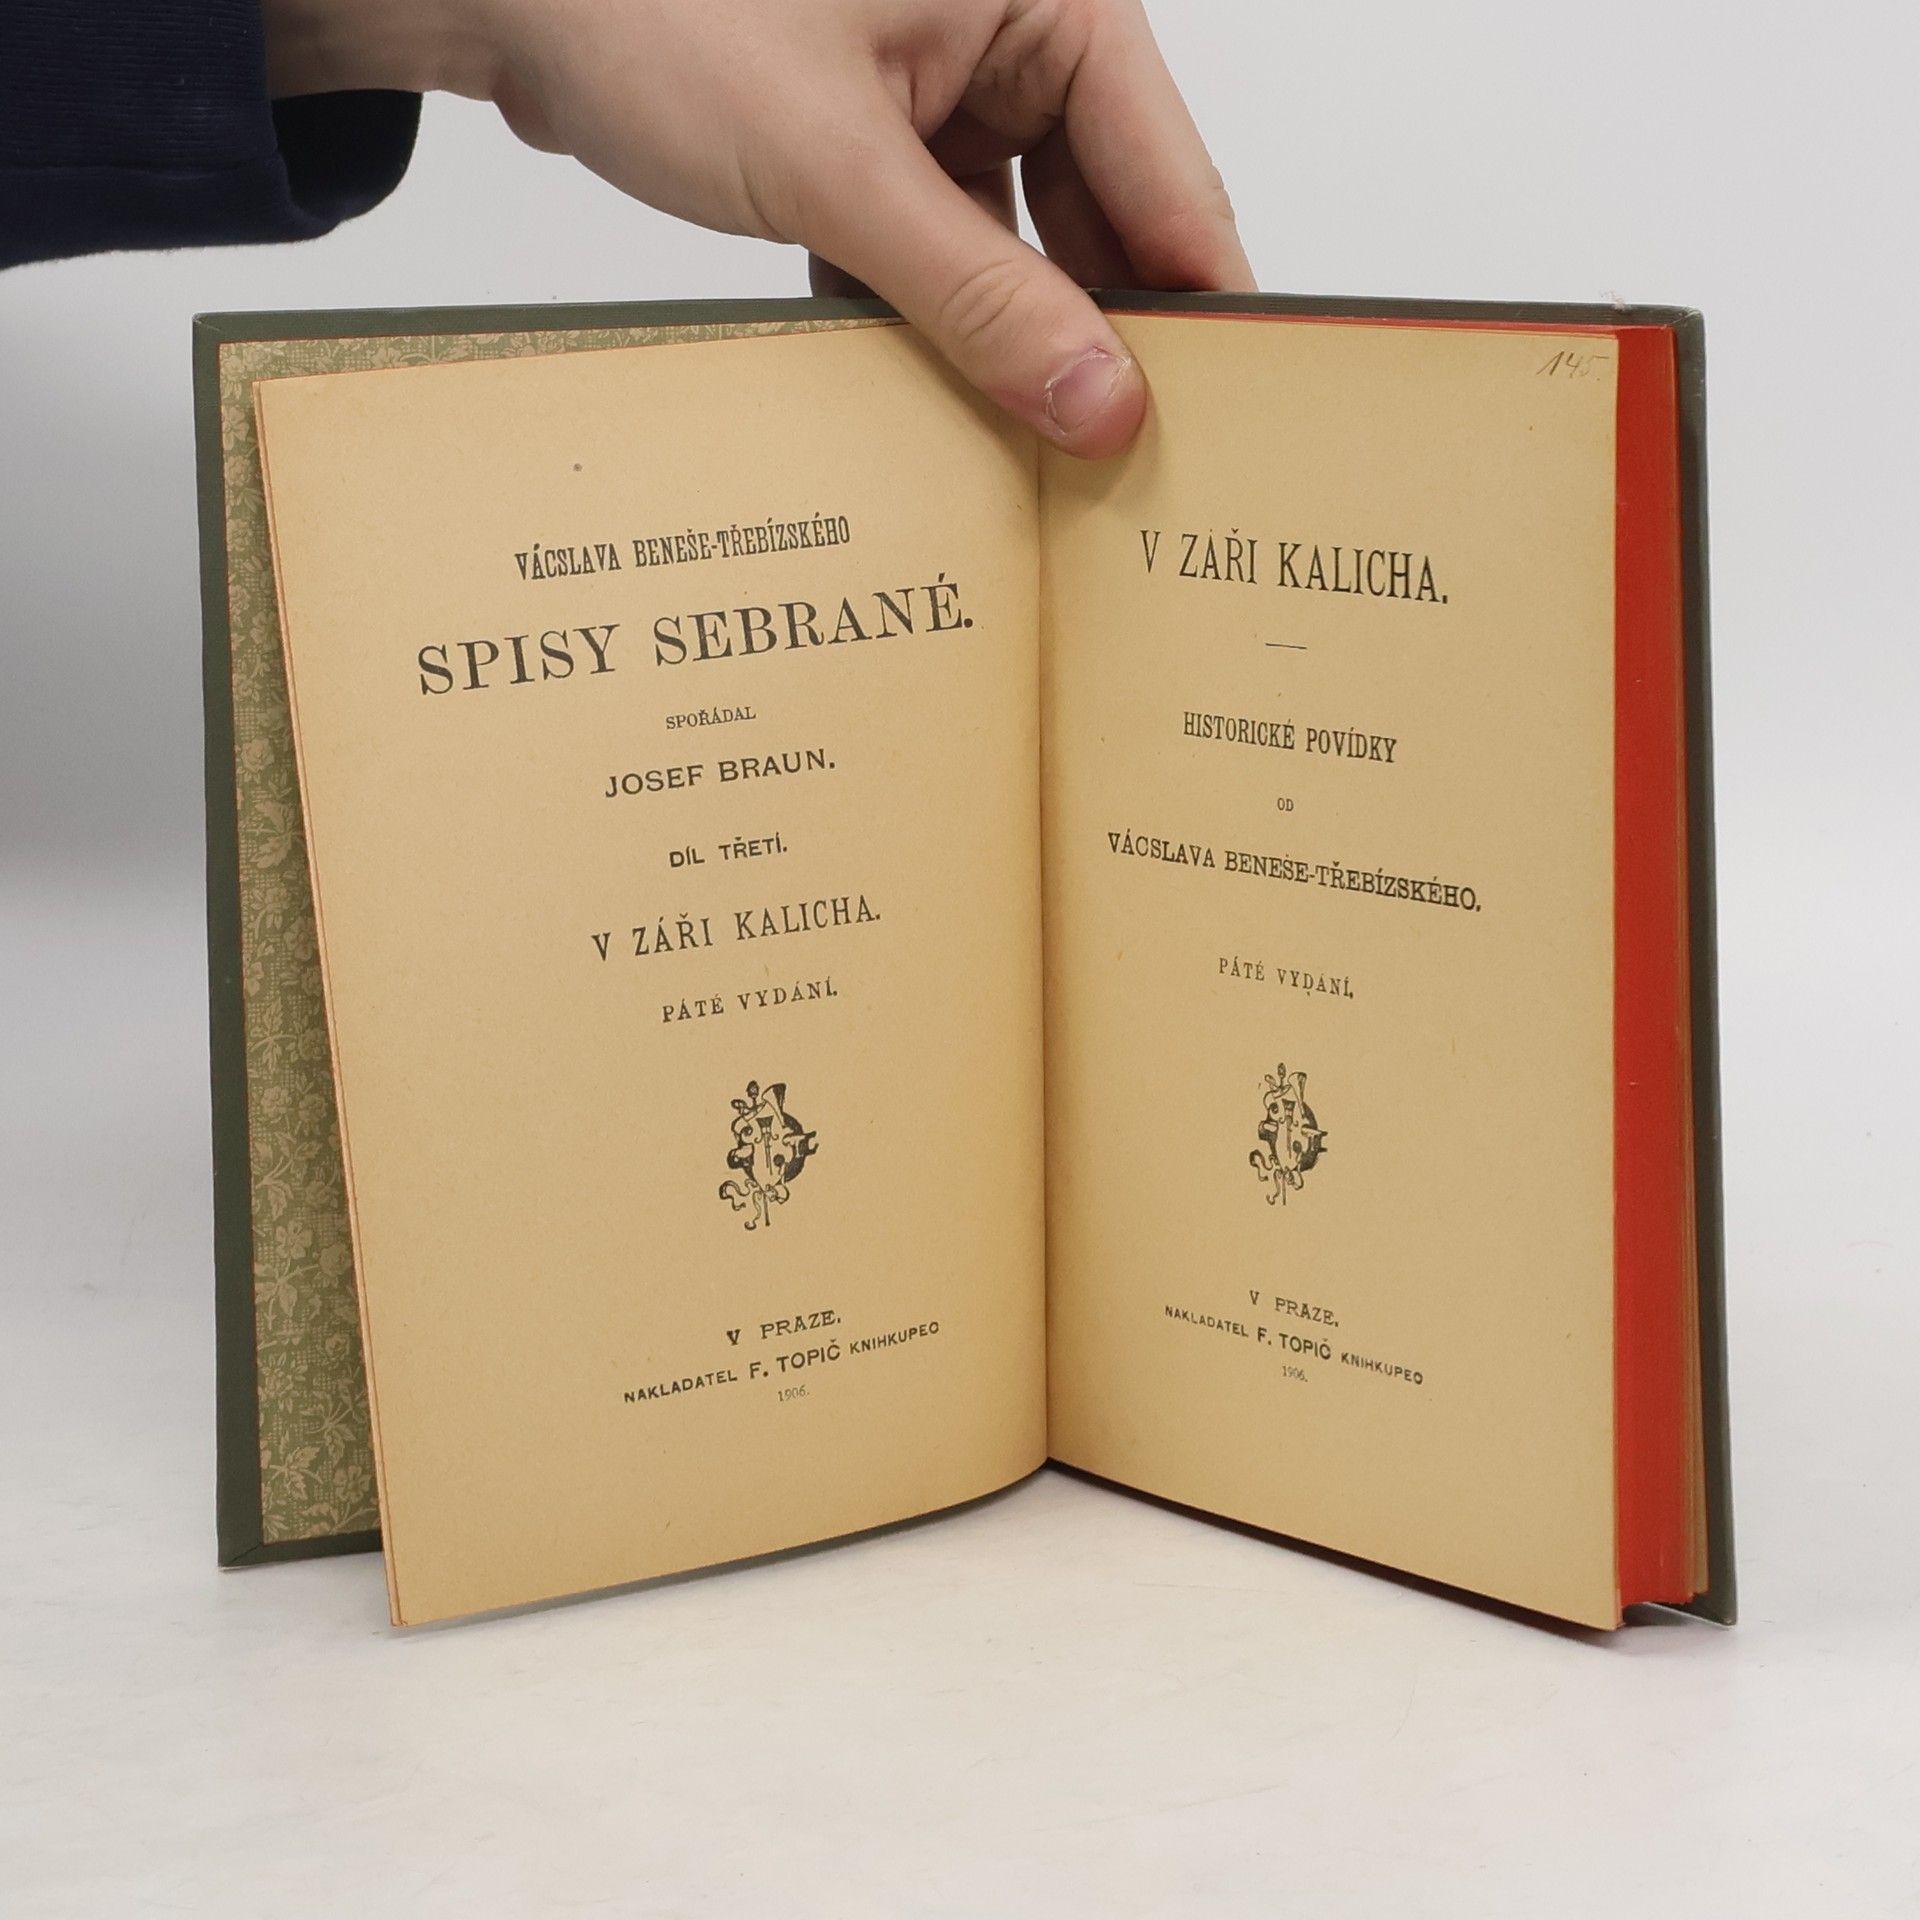 VÁCSLAVA BENEŠE-TŘEBÍZSKÉHO
SPISY SEBRANÉ.
SPOŘÁDAL
JOSEF BRAUN.
DÍL TŘETÍ.
V ZÁŘI KALICHA.
PÁTÉ VYDÁNÍ.
V PRAZE.
NAKLADATEL F. TOPIČ KNIHKUPEC
1906.
145.
V ZÁŘI KALICHA.
HISTORICKÉ POVÍDKY
OD
VÁCSLAVA BENEŠE-TŘEBÍZSKÉHO.
PÁTÉ VYDÁNÍ.
V PRAZE.
NAKLADATEL F. TOPIČ KNIHKUPEC
1906.